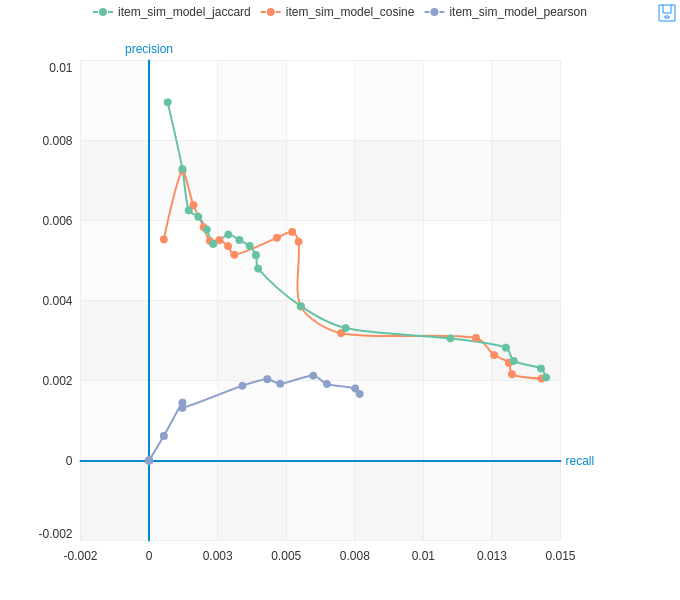 item_sim_model_jaccard item_sim_model_cosine item_sim_model_pearson
precision
0.01
0.008
0.006
0.004
0.002
0
recall
-0.002
-0.002 0 0.003 0.005 0.008 0.01 0.013 0.015